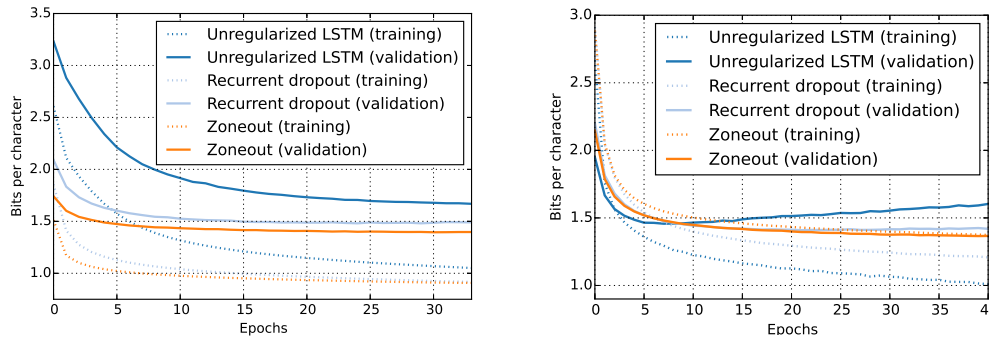 3.5
3.0
2.5
2.0
1.5
1.0
Bits per character
0 5 10 15 20 25 30
Epochs
Unregularized LSTM (training)
Unregularized LSTM (validation)
Recurrent dropout (training)
Recurrent dropout (validation)
Zoneout (training)
Zoneout (validation)
3.0
2.5
2.0
1.5
1.0
Bits per character
0 5 10 15 20 25 30 35 4
Epochs
Unregularized LSTM (training)
Unregularized LSTM (validation)
Recurrent dropout (training)
Recurrent dropout (validation)
Zoneout (training)
Zoneout (validation)